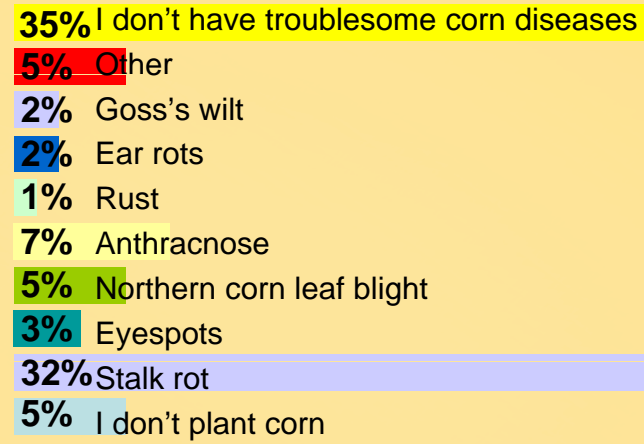 35% I don't have troublesome corn diseases
5% Other
2% Goss's wilt
2% Ear rots
1% Rust
7% Anthracnose
5% Northern corn leaf blight
3% Eyespots
32% Stalk rot
5% I don't plant corn